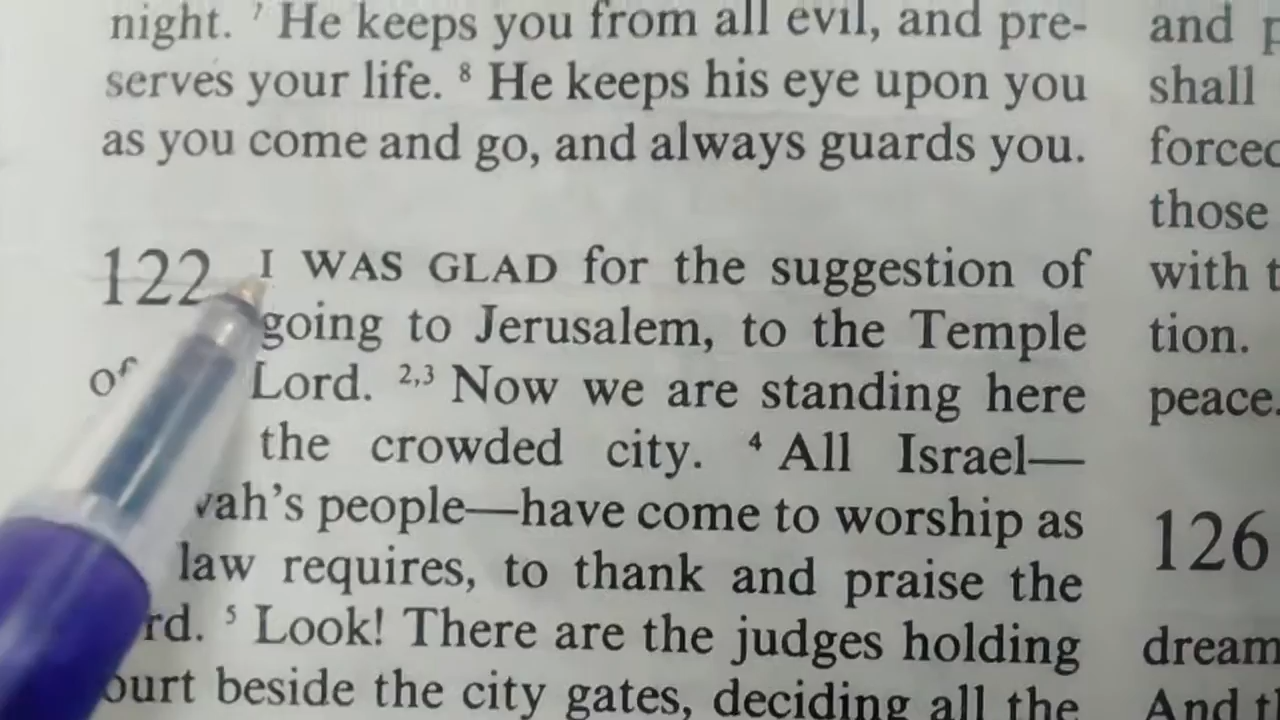 night. ⁷ He keeps you from all evil, and pre-
serves your life. ⁸ He keeps his eye upon you
as you come and go, and always guards you.
122 I WAS GLAD for the suggestion of
going to Jerusalem, to the Temple
of Lord. ²,³ Now we are standing here
the crowded city. ⁴ All Israel—
vah's people—have come to worship as
law requires, to thank and praise the
rd. ⁵ Look! There are the judges holding
ourt beside the city gates, deciding all the
and p
shall
forced
those
with t
tion.
peace.
126
dream
And th